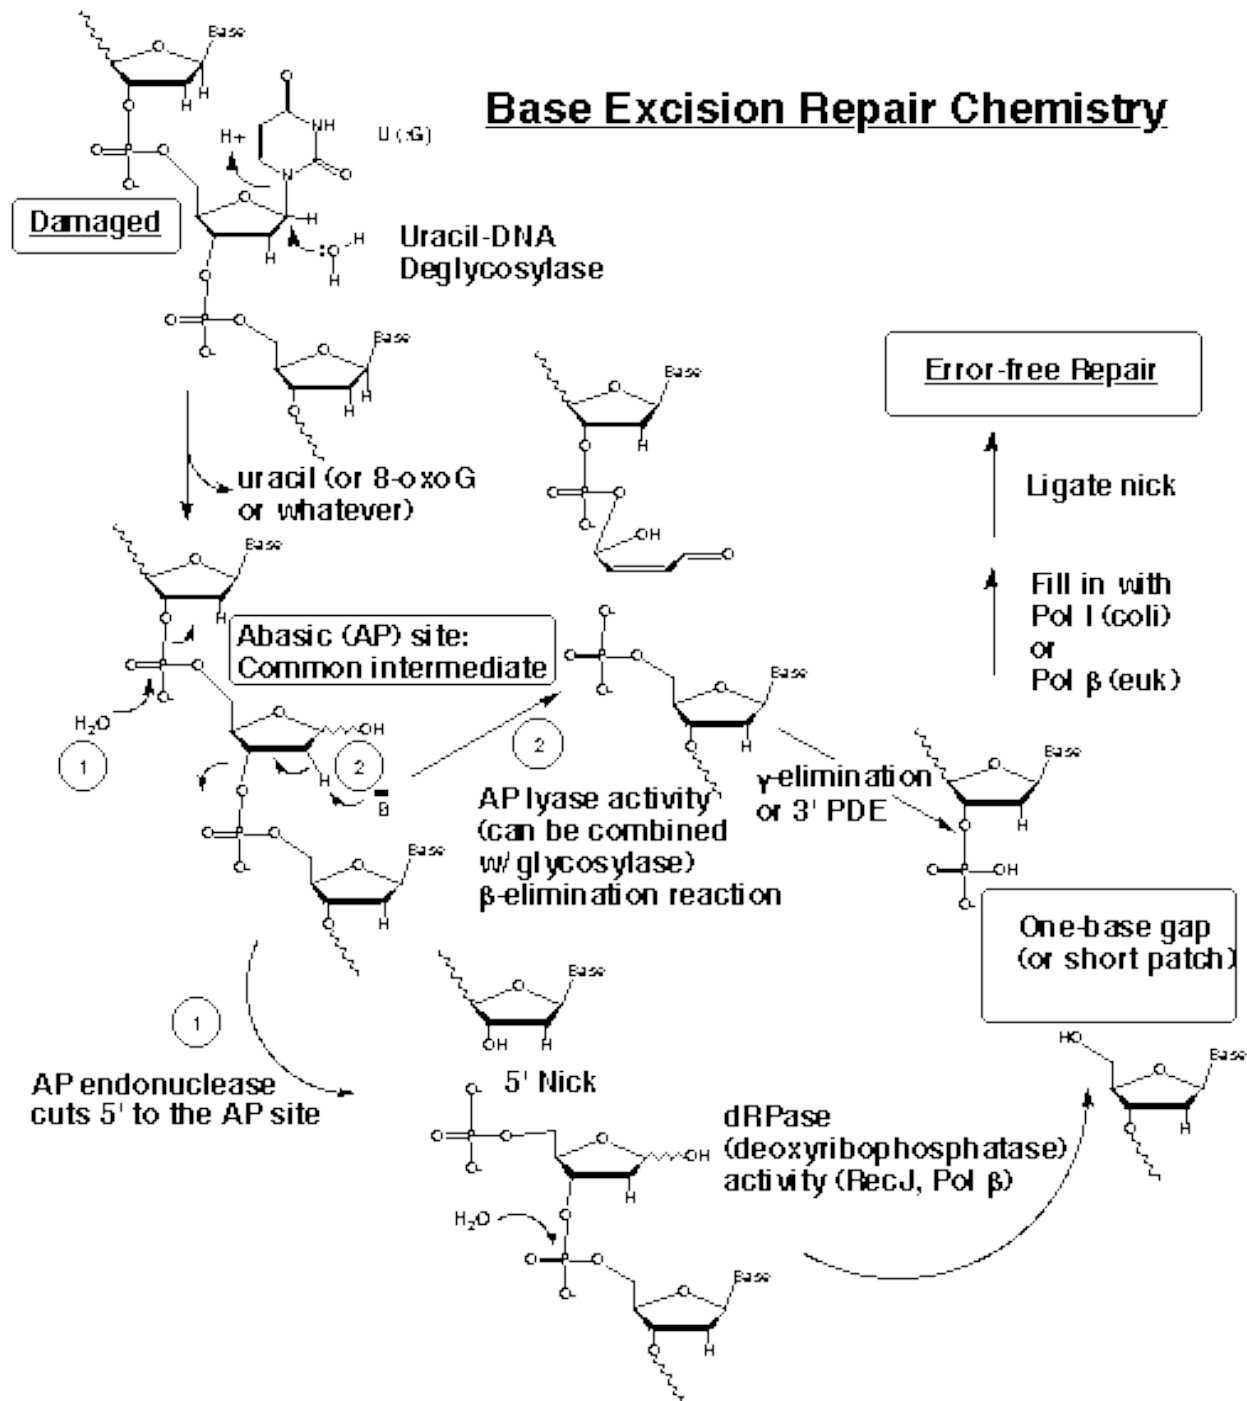 Base Excision Repair Chemistry
Base
H H
O
O
O=P–O
O-
H+
O
NH
U (:G)
N
O
Damaged
O
H
H
:O
H
H
Uracil-DNA
Deglycosylase
O
O=P–O
O-
O
Base
H H
O
uracil (or 8-oxoG
or whatever)
O
Base
H
O
O=P–O
O-
OH
O
Error-free Repair
Ligate nick
Fill in with
Pol I (coli)
or
Pol β (euk)
O
Base
H
O
O=P–O
O-
H2O
1
Abasic (AP) site:
Common intermediate
O
OH
H
2
B
O
O=P–O
O-
O
Base
H
O
O-
O–P–O
O-
O
Base
H
O
2
AP lyase activity
(can be combined
w/ glycosylase)
β-elimination reaction
γ-elimination
or 3' PDE
O
Base
H
O
O–P–OH
O-
One-base gap
(or short patch)
HO
O
Base
H
O
1
AP endonuclease
cuts 5' to the AP site
O
Base
OH H
5' Nick
O-
O=P–O
O-
O
OH
H
O
H2O
O–P–O
O-
O
Base
H
O
dRPase
(deoxyribophosphatase)
activity (RecJ, Pol β)